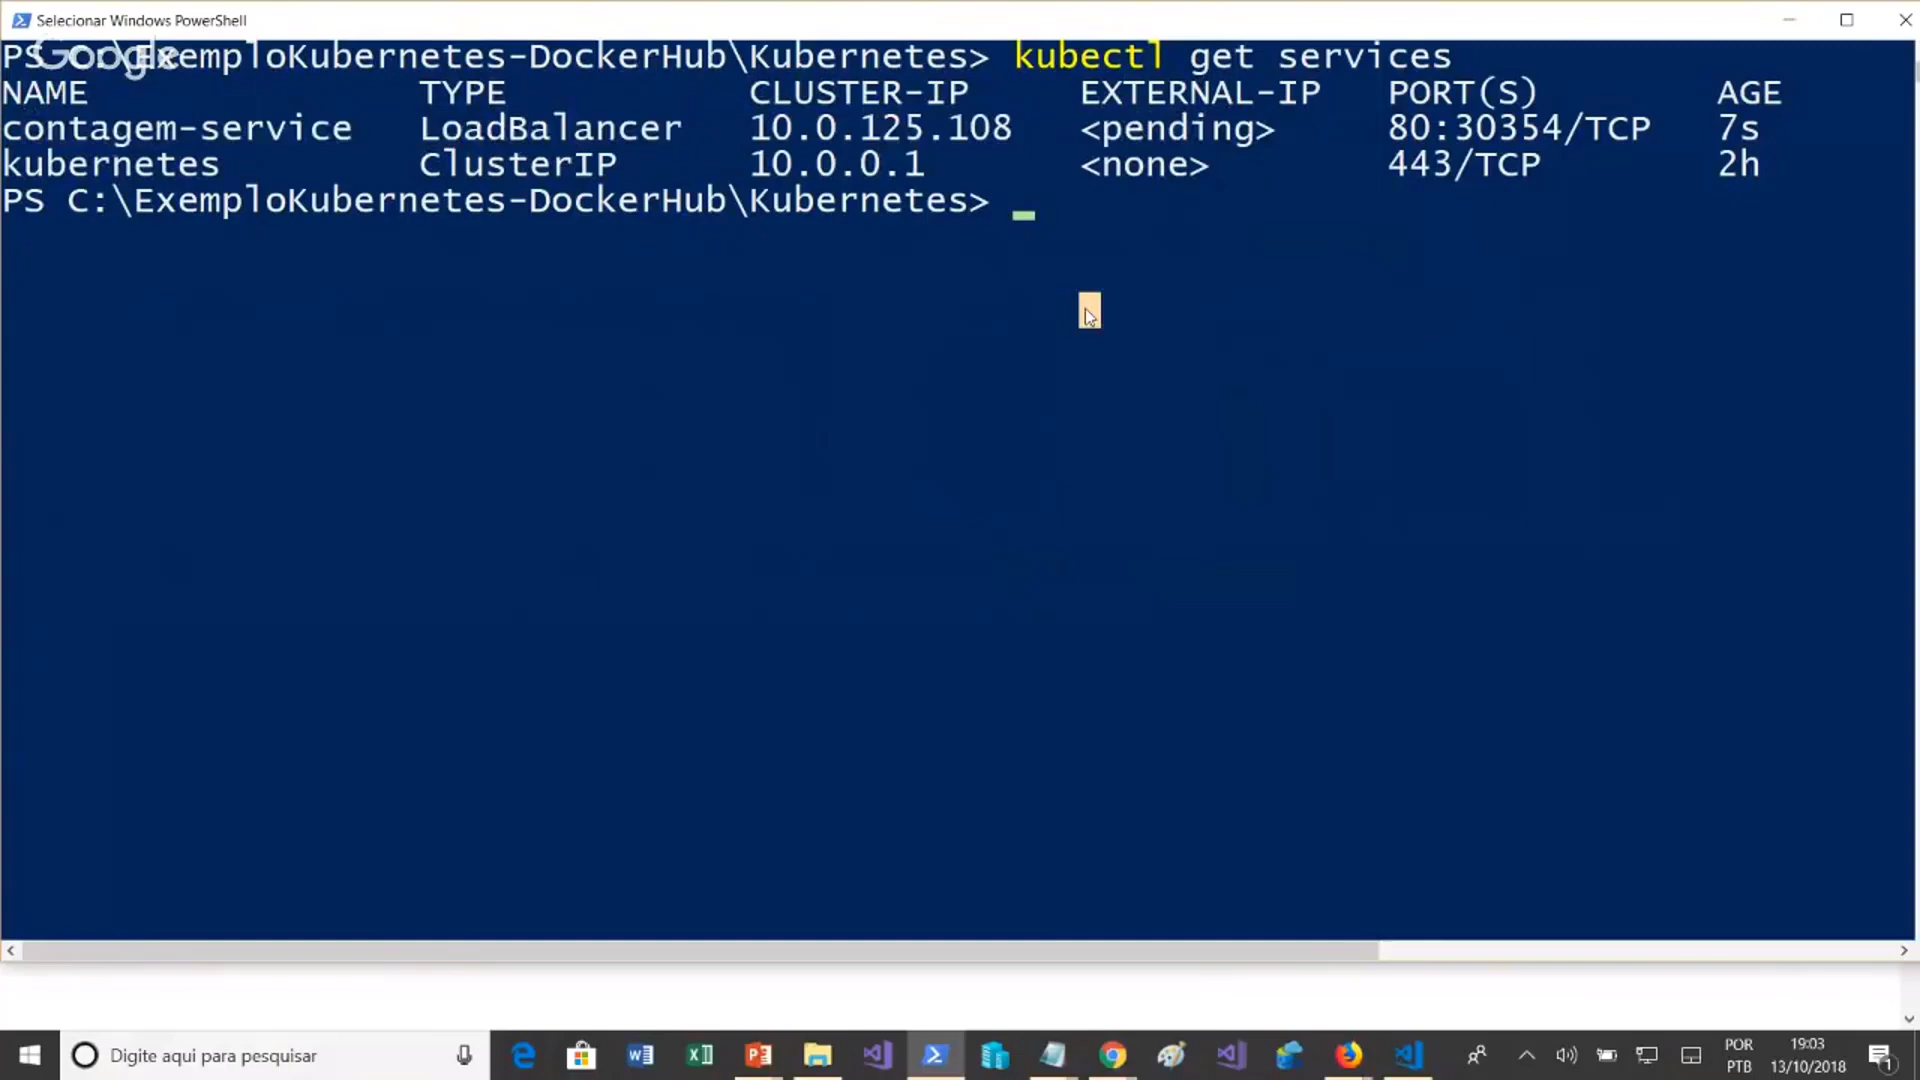 Selecionar Windows PowerShell
Google
PS C:\ExemploKubernetes-DockerHub\Kubernetes> kubectl get services
NAME TYPE CLUSTER-IP EXTERNAL-IP PORT(S) AGE
contagem-service LoadBalancer 10.0.125.108 <pending> 80:30354/TCP 7s
kubernetes ClusterIP 10.0.0.1 <none> 443/TCP 2h
PS C:\ExemploKubernetes-DockerHub\Kubernetes>
Digite aqui para pesquisar
POR
PTB
19:03
13/10/2018
1